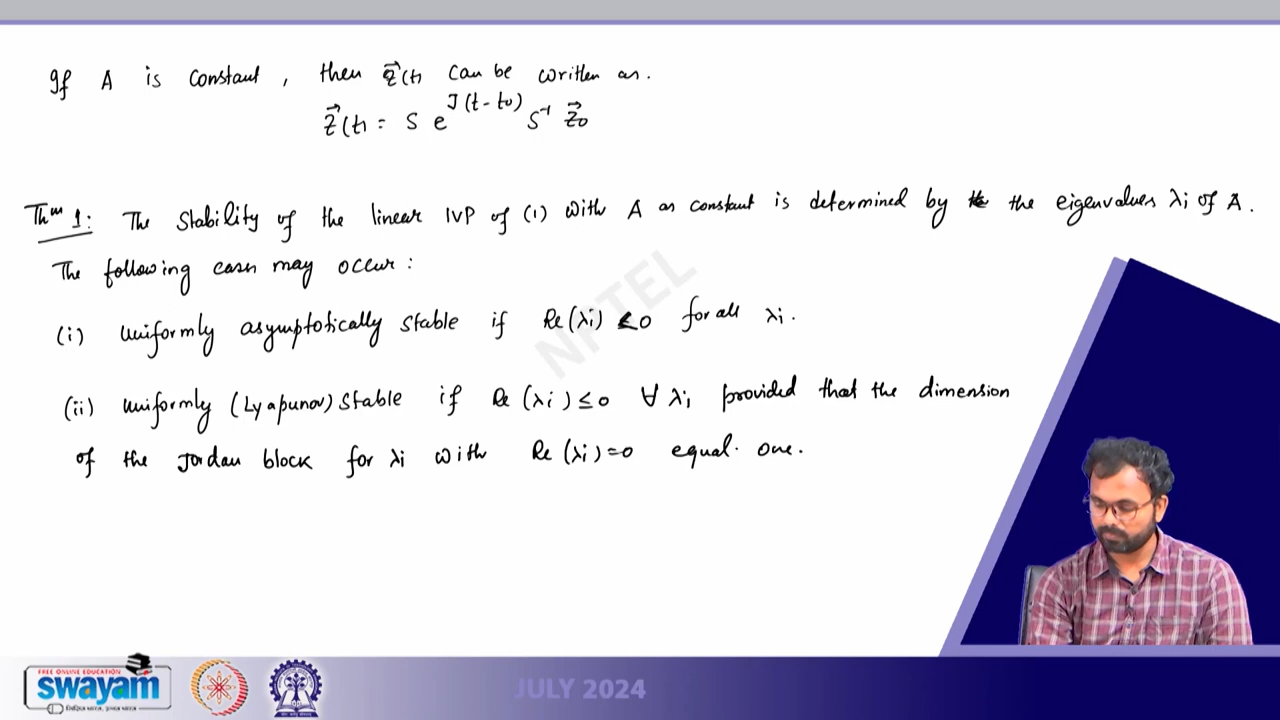 If A is constant, then z⃗(t) can be written as.
z⃗(t) = S e^{J(t-t₀)} S⁻¹ z⃗₀
Thm 1: The stability of the linear IVP of (1) with A as constant is determined by the eigenvalues λi of A.
The following cases may occur:
(i) Uniformly asymptotically stable if Re(λi) <0 for all λi.
(ii) Uniformly (Lyapunov) stable if Re(λi) ≤0 ∀ λi, provided that the dimension
of the Jordan block for λi with Re(λi)=0 equal one.
NPTEL
FREE ONLINE EDUCATION
swayam
JULY 2024